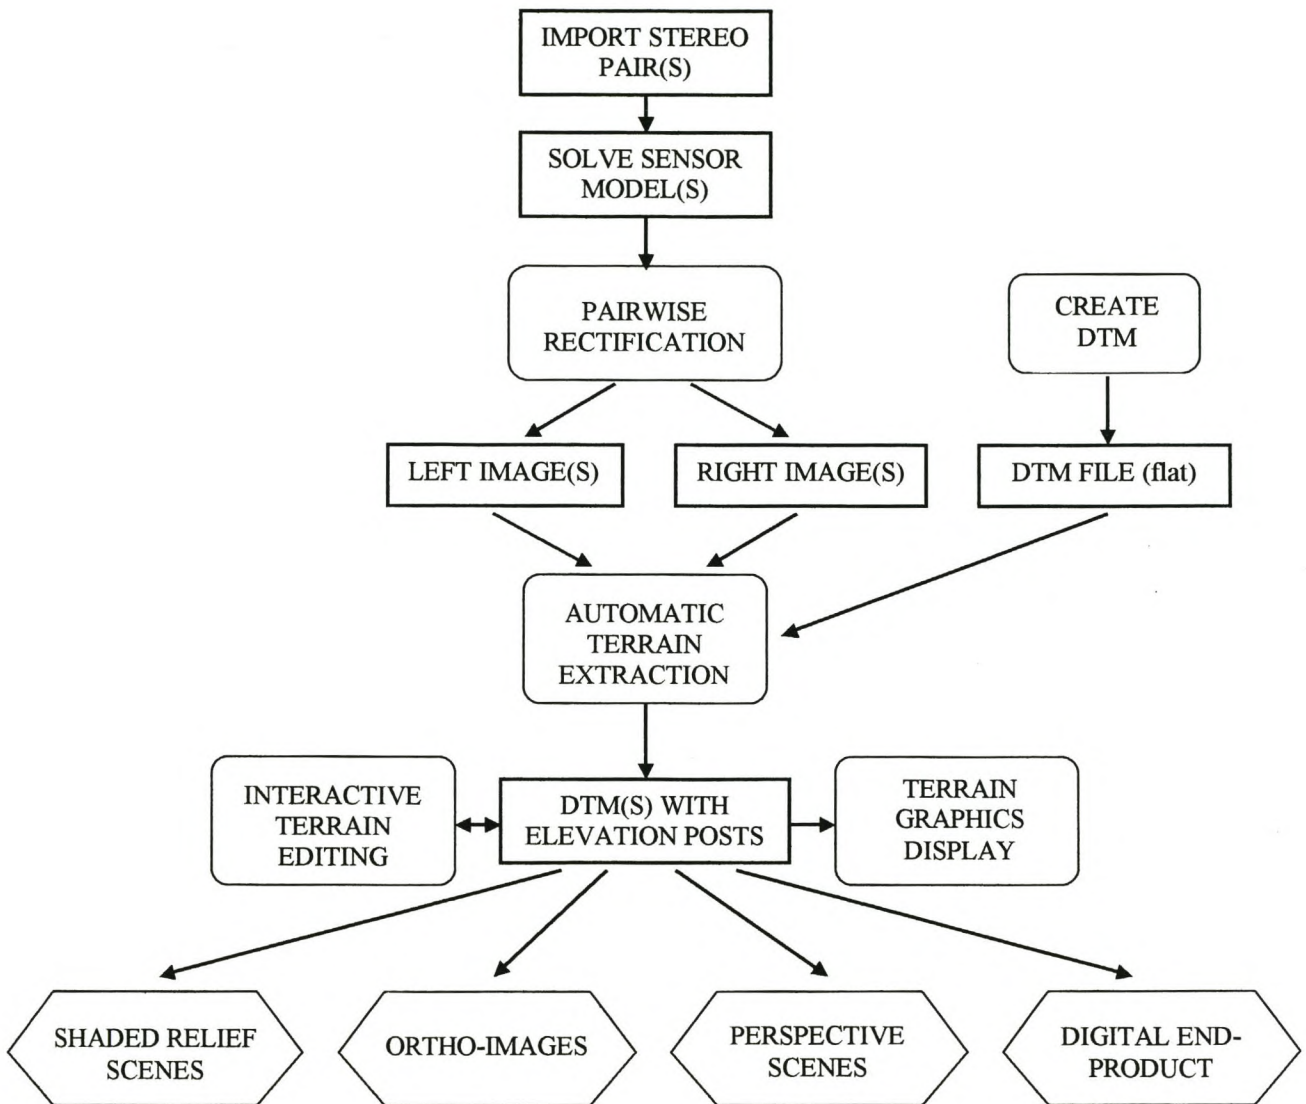 IMPORT STEREO
PAIR(S)
SOLVE SENSOR
MODEL(S)
PAIRWISE
RECTIFICATION
CREATE
DTM
LEFT IMAGE(S)
RIGHT IMAGE(S)
DTM FILE (flat)
AUTOMATIC
TERRAIN
EXTRACTION
INTERACTIVE
TERRAIN
EDITING
DTM(S) WITH
ELEVATION POSTS
TERRAIN
GRAPHICS
DISPLAY
SHADED RELIEF
SCENES
ORTHO-IMAGES
PERSPECTIVE
SCENES
DIGITAL END-
PRODUCT